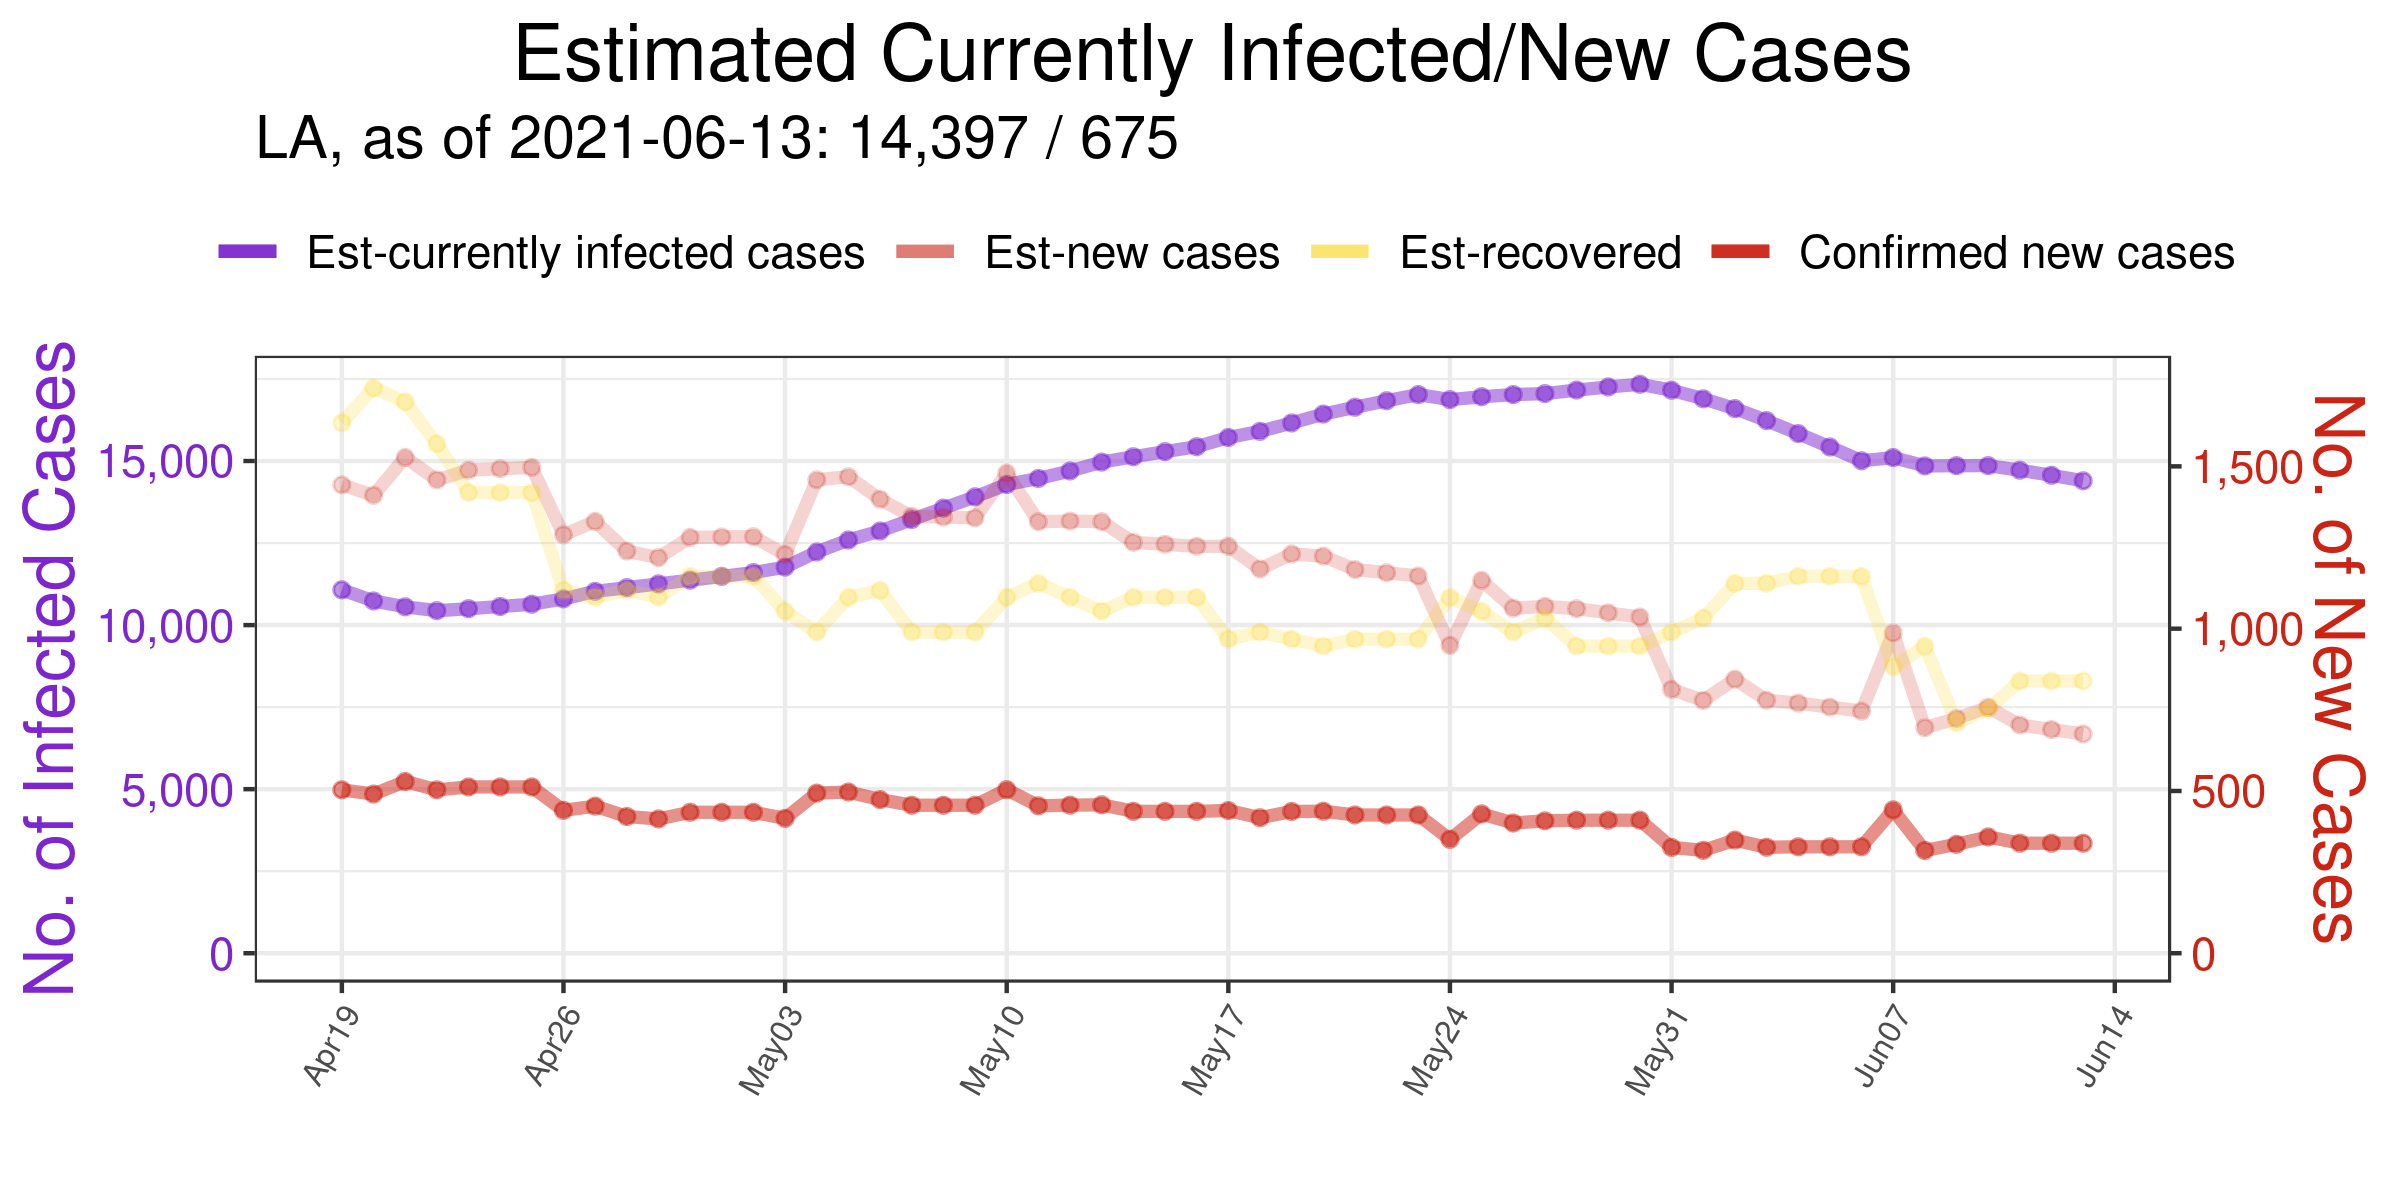 Estimated Currently Infected/New Cases
LA, as of 2021-06-13: 14,397 / 675
Est-currently infected cases Est-new cases Est-recovered Confirmed new cases
No. of Infected Cases
15,000
10,000
5,000
0
1,500
1,000
500
0
No. of New Cases
Apr19 Apr26 May03 May10 May17 May24 May31 Jun07 Jun14